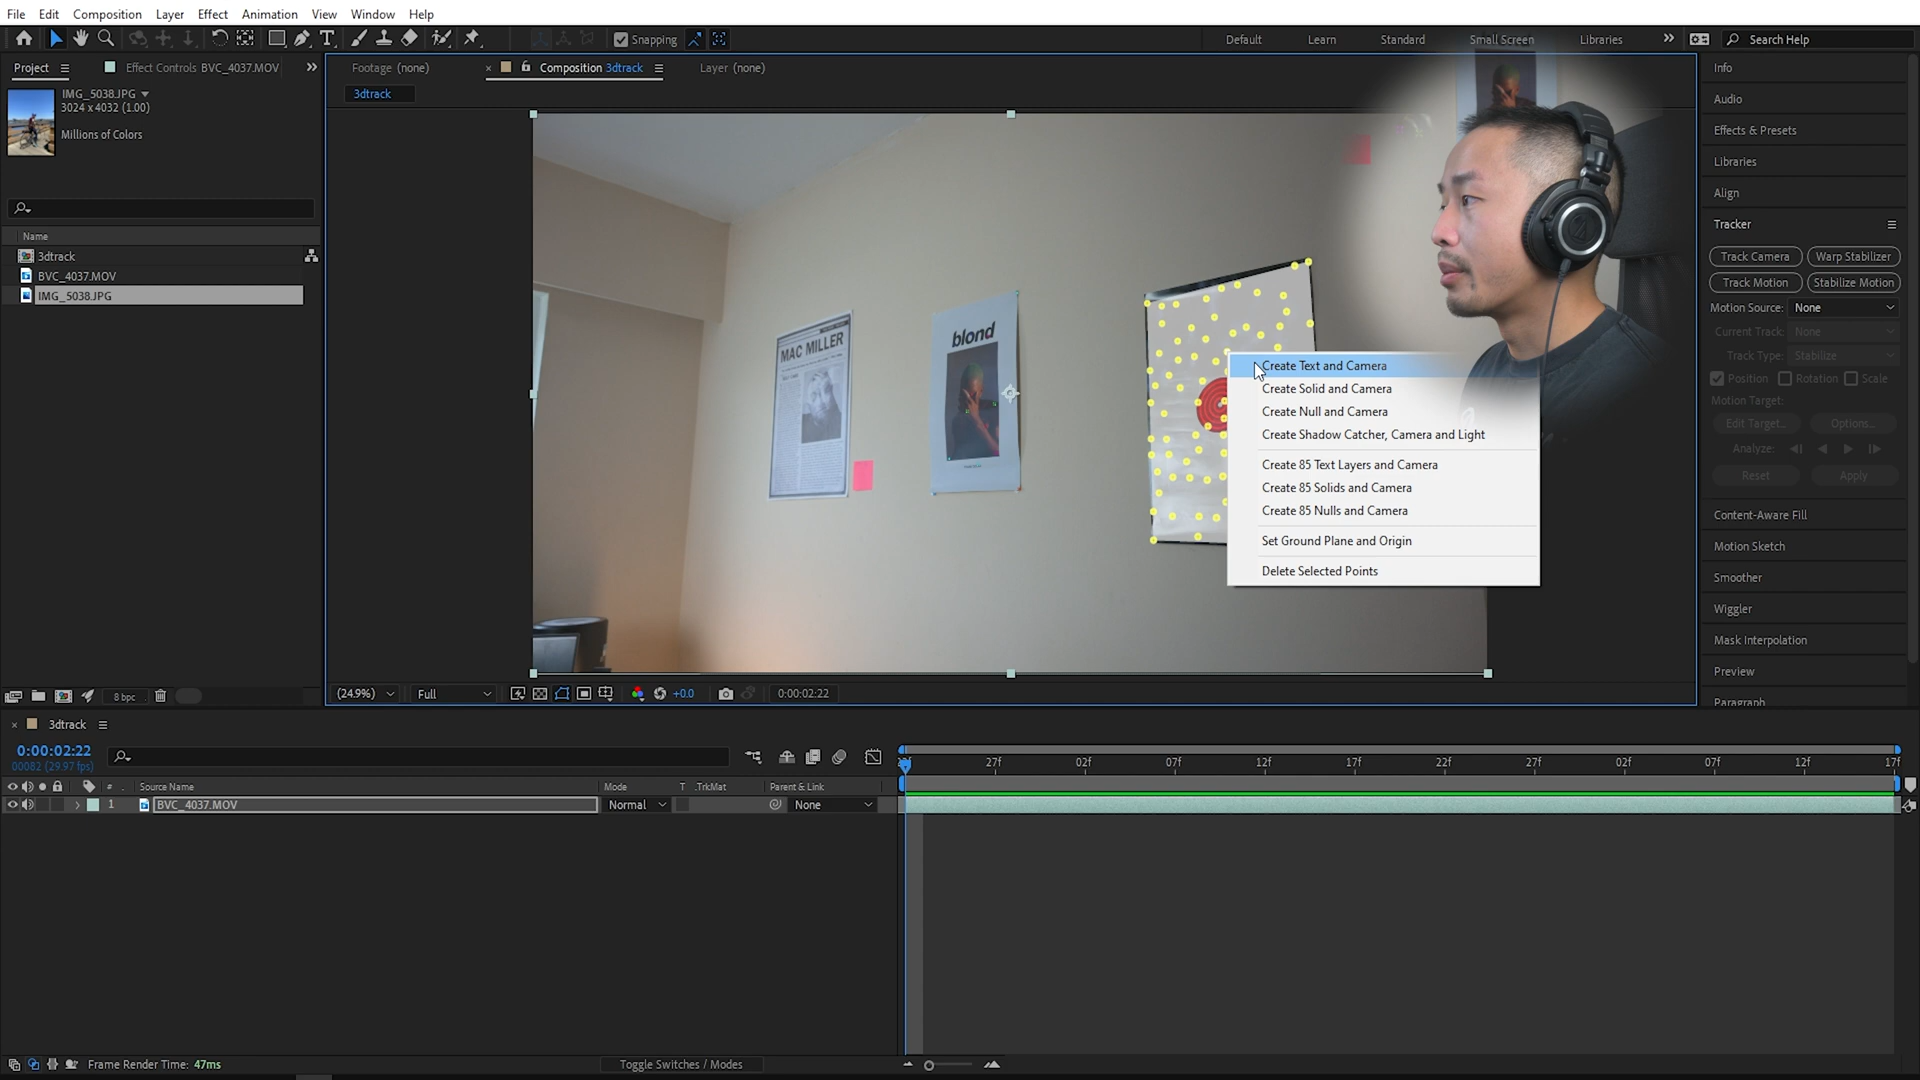 File Edit Composition Layer Effect Animation View Window Help
Snapping
Default Learn Standard Small Screen Libraries Search Help
Project
Effect Controls BVC_4037.MOV
Footage (none)
Composition 3dtrack
Layer (none)
3dtrack
IMG_5038.JPG
3024 x 4032 (1.00)
Millions of Colors
Name
3dtrack
BVC_4037.MOV
IMG_5038.JPG
8 bpc
MAC MILLER
blond
Create Text and Camera
Create Solid and Camera
Create Null and Camera
Create Shadow Catcher, Camera and Light
Create 85 Text Layers and Camera
Create 85 Solids and Camera
Create 85 Nulls and Camera
Set Ground Plane and Origin
Delete Selected Points
(24.9%) Full +0.0 0:00:02:22
Info
Audio
Effects & Presets
Libraries
Align
Tracker
Track Camera Warp Stabilizer
Track Motion Stabilize Motion
Motion Source: None
Current Track: None
Track Type: Stabilize
Position Rotation Scale
Motion Target:
Edit Target... Options...
Analyze:
Reset Apply
Content-Aware Fill
Motion Sketch
Smoother
Wiggler
Mask Interpolation
Preview
Paragraph
3dtrack
0:00:02:22
00082 (29.97 fps)
# Source Name Mode T .TrkMat Parent & Link
1 BVC_4037.MOV Normal None
27f 02f 07f 12f 17f 22f 27f 02f 07f 12f 17f
Frame Render Time: 47ms
Toggle Switches / Modes